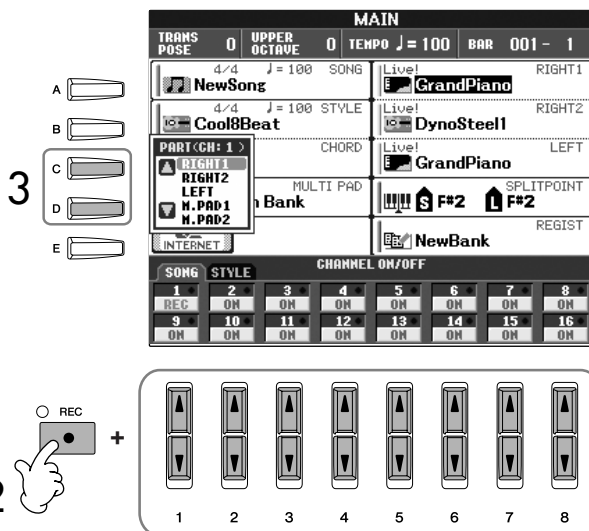 MAIN
TRANS POSE 0 UPPER OCTAVE 0 TEMPO ♩= 100 BAR 001 - 1
4/4 ♩= 100 SONG
NewSong
Live! RIGHT1
GrandPiano
4/4 ♩= 100 STYLE
Cool8Beat
Live! RIGHT2
DynoSteel1
PART(CH: 1 )
RIGHT1
RIGHT2
LEFT
M.PAD1
M.PAD2
CHORD
Live! LEFT
GrandPiano
MULTI PAD
Bank
SPLITPOINT
S F#2 L F#2
INTERNET
REGIST
NewBank
A
B
C
D
E
3
SONG STYLE CHANNEL ON/OFF
1 2 3 4 5 6 7 8
REC ON ON ON ON ON ON ON
9 10 11 12 13 14 15 16
ON ON ON ON ON ON ON ON
REC
+
2
1 2 3 4 5 6 7 8